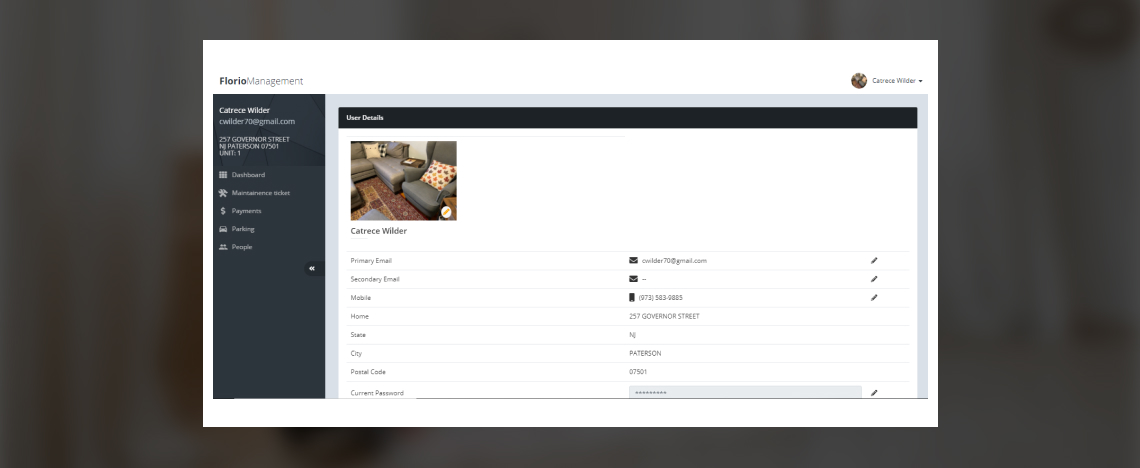 FlorioManagement
Catrece Wilder
Catrece Wilder
cwilder70@gmail.com
257 GOVERNOR STREET
NJ PATERSON 07501
UNIT: 1
Dashboard
Maintainence ticket
Payments
Parking
People
User Details
Catrece Wilder
Primary Email cwilder70@gmail.com
Secondary Email --
Mobile (973) 583-9885
Home 257 GOVERNOR STREET
State NJ
City PATERSON
Postal Code 07501
Current Password *********